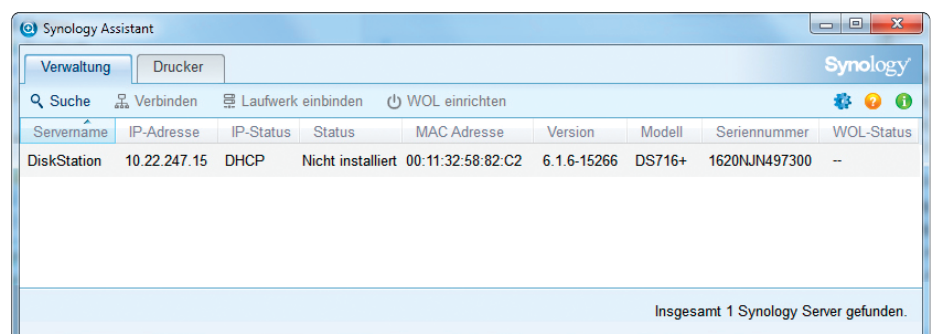 Synology Assistant
Verwaltung Drucker Synology
Suche Verbinden Laufwerk einbinden WOL einrichten
Servername IP-Adresse IP-Status Status MAC Adresse Version Modell Seriennummer WOL-Status
DiskStation 10.22.247.15 DHCP Nicht installiert 00:11:32:58:82:C2 6.1.6-15266 DS716+ 1620NJN497300 --
Insgesamt 1 Synology Server gefunden.